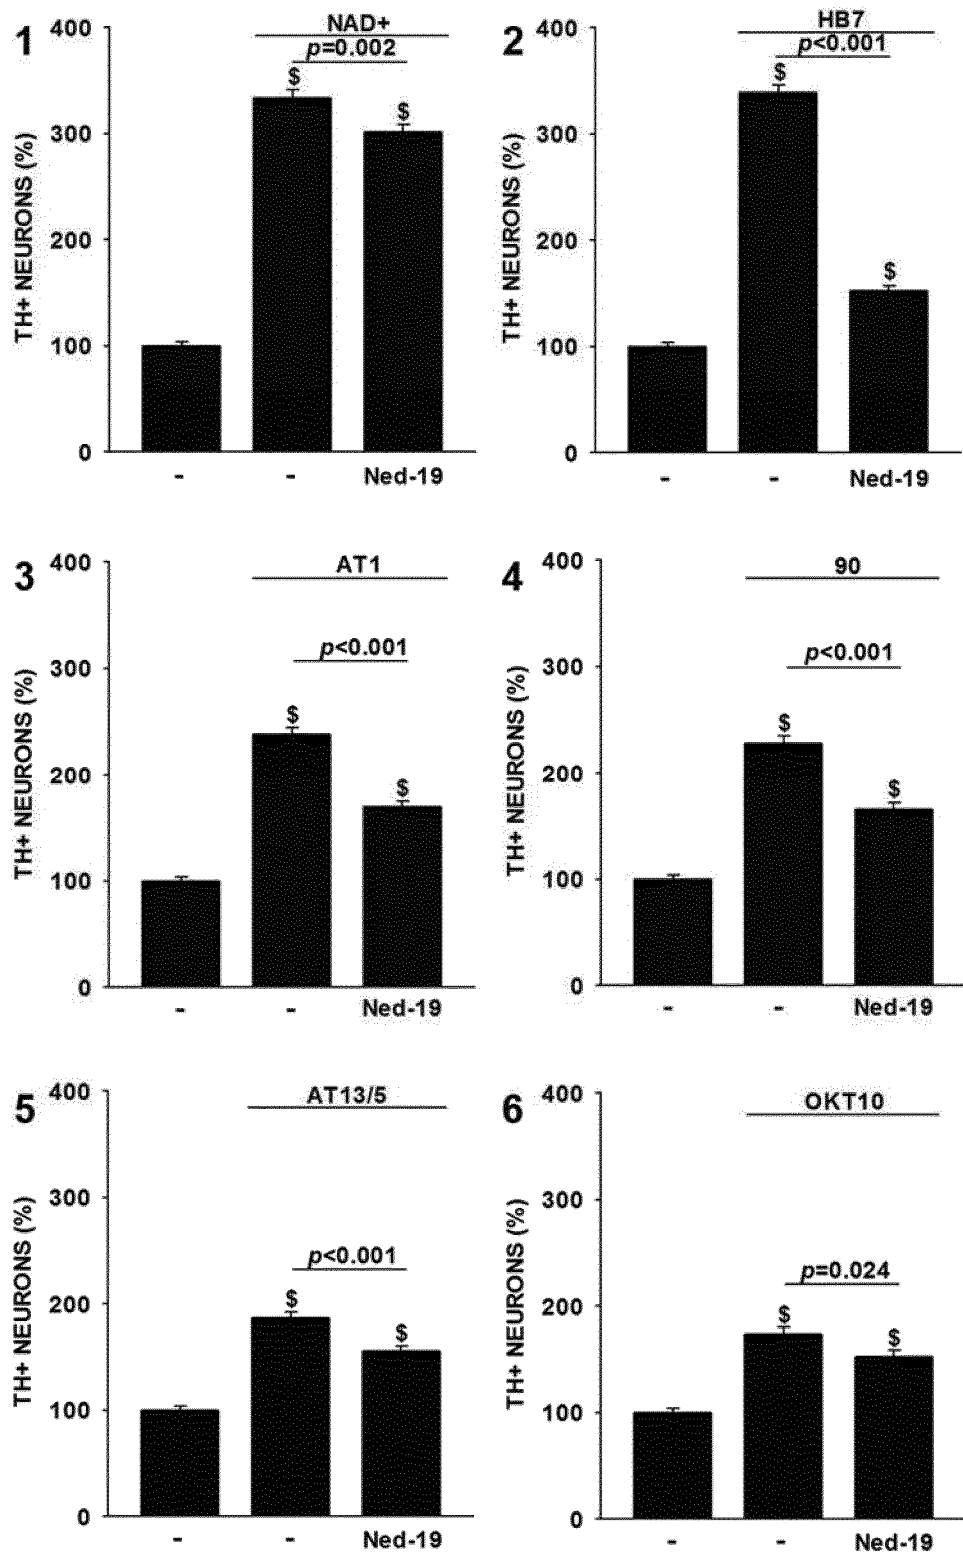 1
NAD+
p=0.002
$
$
TH+ NEURONS (%)
400
300
200
100
0
-
-
Ned-19
2
HB7
p<0.001
$
$
TH+ NEURONS (%)
400
300
200
100
0
-
-
Ned-19
3
AT1
p<0.001
$
$
TH+ NEURONS (%)
400
300
200
100
0
-
-
Ned-19
4
90
p<0.001
$
$
TH+ NEURONS (%)
400
300
200
100
0
-
-
Ned-19
5
AT13/5
p<0.001
$
$
TH+ NEURONS (%)
400
300
200
100
0
-
-
Ned-19
6
OKT10
p=0.024
$
$
TH+ NEURONS (%)
400
300
200
100
0
-
-
Ned-19